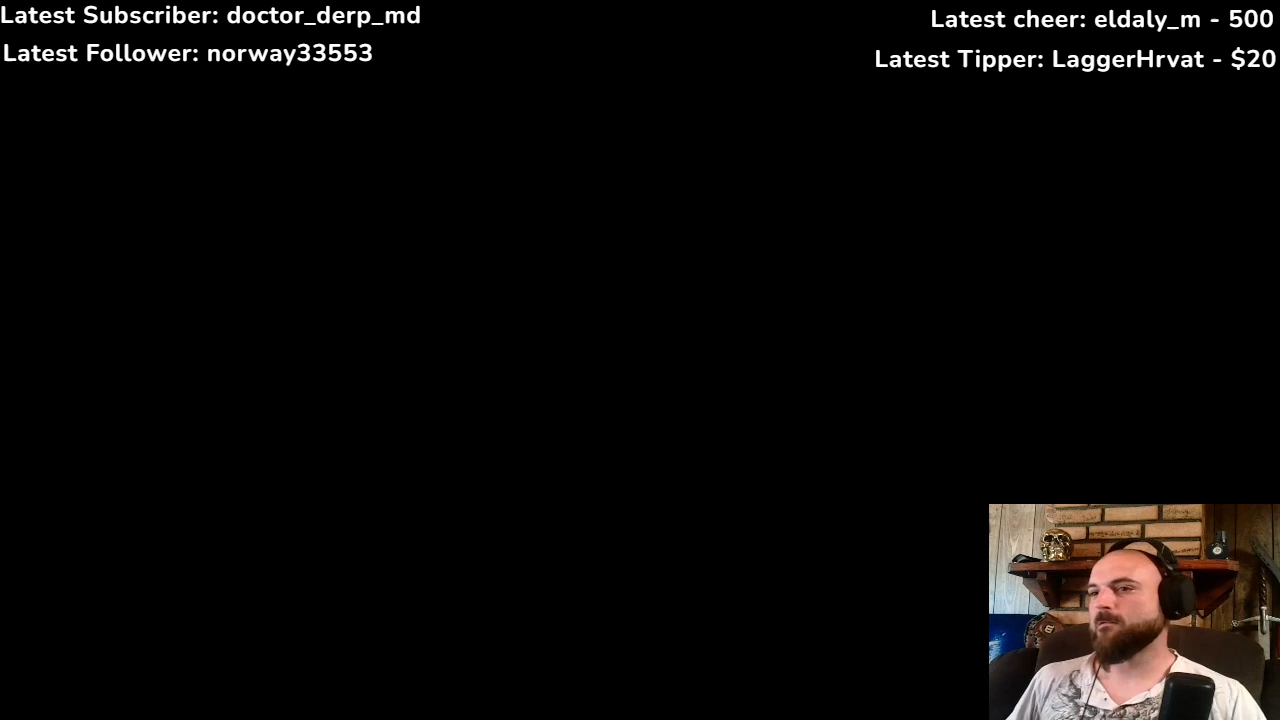 Latest Subscriber: doctor_derp_md
Latest cheer: eldaly_m - 500
Latest Follower: norway33553
Latest Tipper: LaggerHrvat - $20